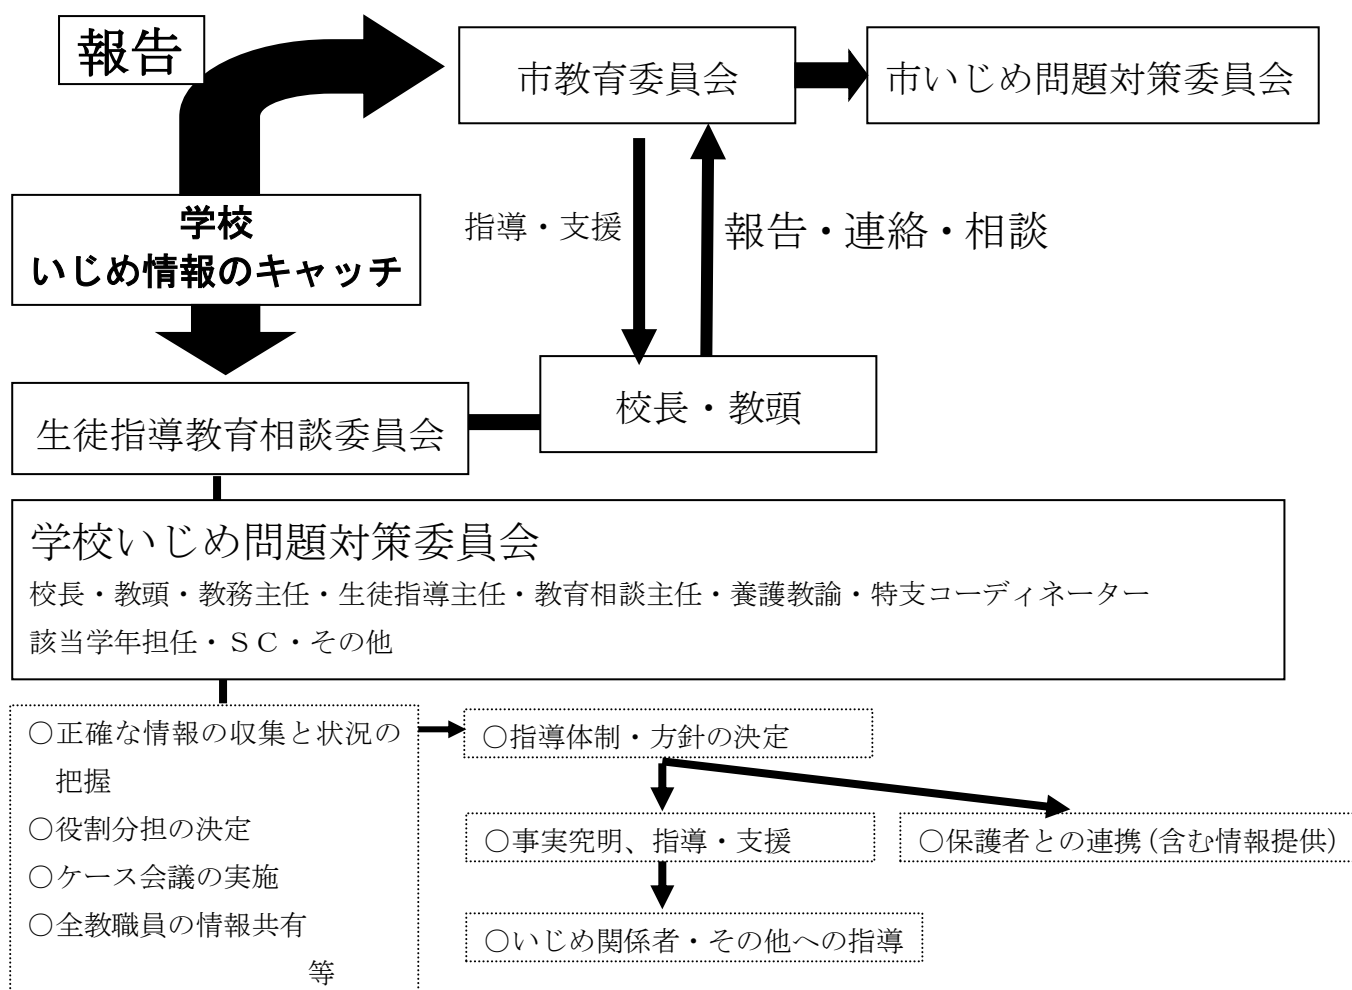 報告
市教育委員会
市いじめ問題対策委員会
学校
いじめ情報のキャッチ
指導・支援
報告・連絡・相談
校長・教頭
生徒指導教育相談委員会
学校いじめ問題対策委員会
校長・教頭・教務主任・生徒指導主任・教育相談主任・養護教諭・特支コーディネーター
該当学年担任・ＳＣ・その他
○正確な情報の収集と状況の
把握
○役割分担の決定
○ケース会議の実施
○全教職員の情報共有
等
○指導体制・方針の決定
○事実究明、指導・支援
○保護者との連携(含む情報提供)
○いじめ関係者・その他への指導